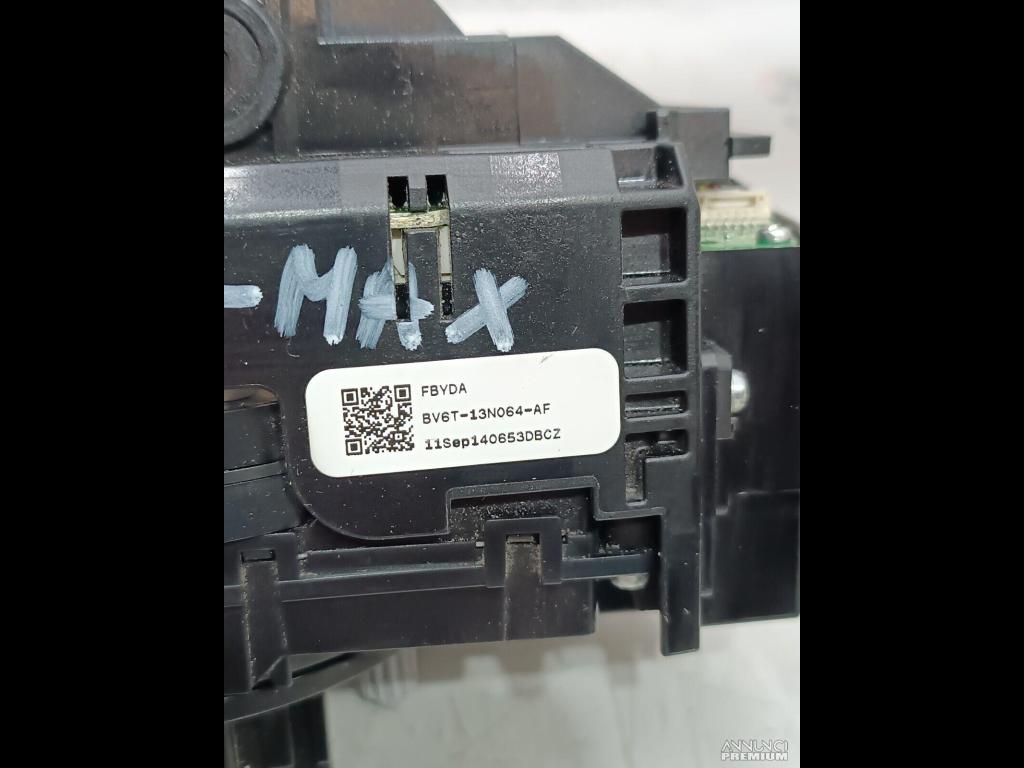 -MAX
FBYDA
BV6T-13N064-AF
11Sep140653DBCZ
ANNUNCI
PREMIUM